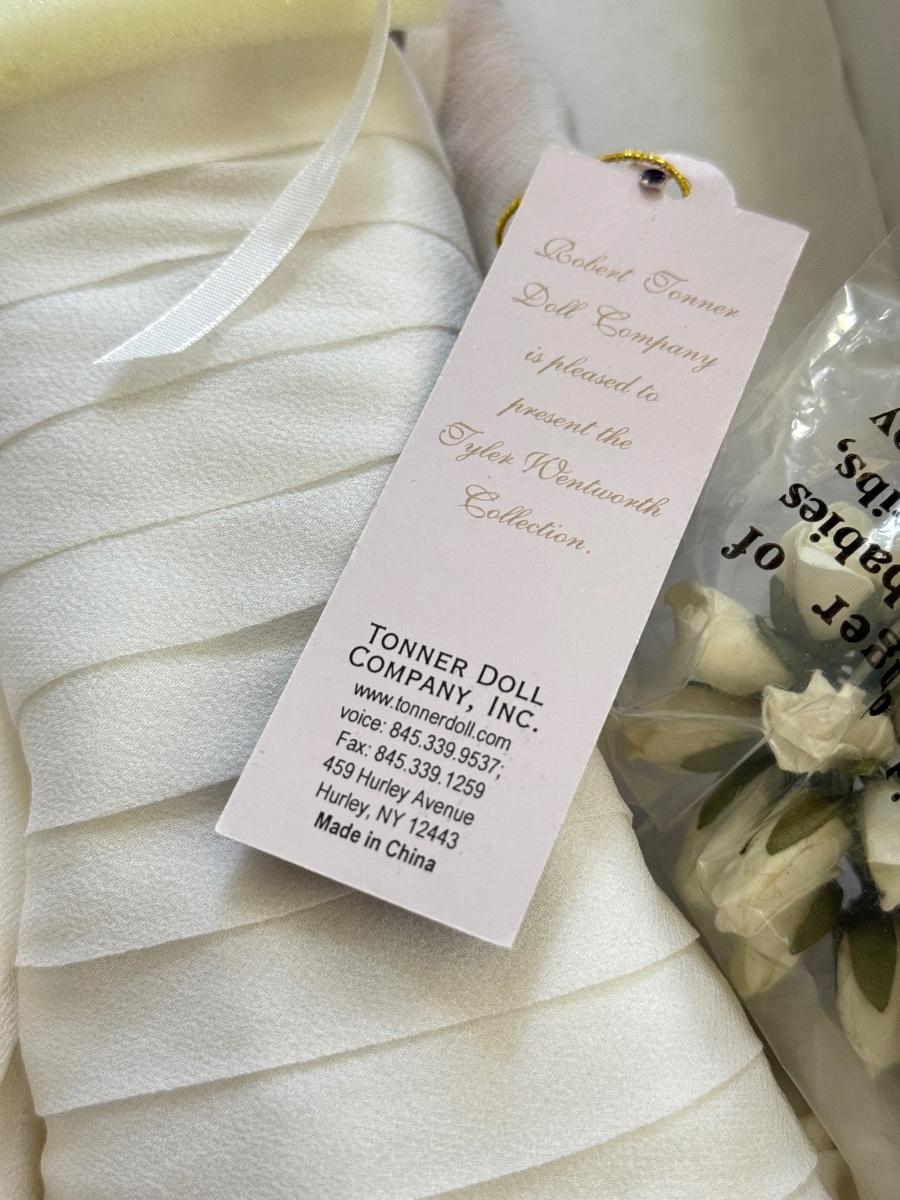 Robert Tonner
Doll Company
is pleased to
present the
Tyler Wentworth
Collection.
TONNER DOLL
COMPANY, INC.
www.tonnerdoll.com
voice: 845.339.9537;
Fax: 845.339.1259
459 Hurley Avenue
Hurley, NY 12443
Made in China
of
babies